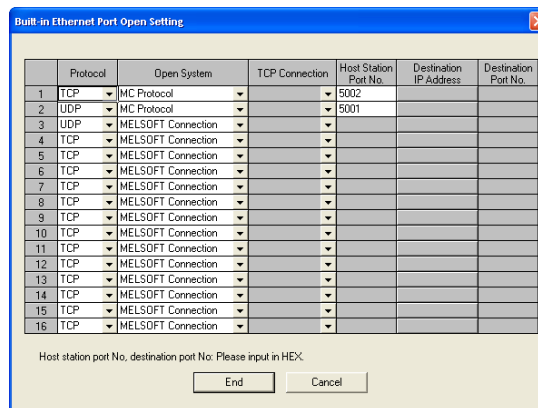 Built-in Ethernet Port Open Setting
Protocol Open System TCP Connection Host Station Port No. Destination IP Address Destination Port No.
1 TCP MC Protocol 5002
2 UDP MC Protocol 5001
3 UDP MELSOFT Connection
4 TCP MELSOFT Connection
5 TCP MELSOFT Connection
6 TCP MELSOFT Connection
7 TCP MELSOFT Connection
8 TCP MELSOFT Connection
9 TCP MELSOFT Connection
10 TCP MELSOFT Connection
11 TCP MELSOFT Connection
12 TCP MELSOFT Connection
13 TCP MELSOFT Connection
14 TCP MELSOFT Connection
15 TCP MELSOFT Connection
16 TCP MELSOFT Connection
Host station port No, destination port No: Please input in HEX.
End Cancel